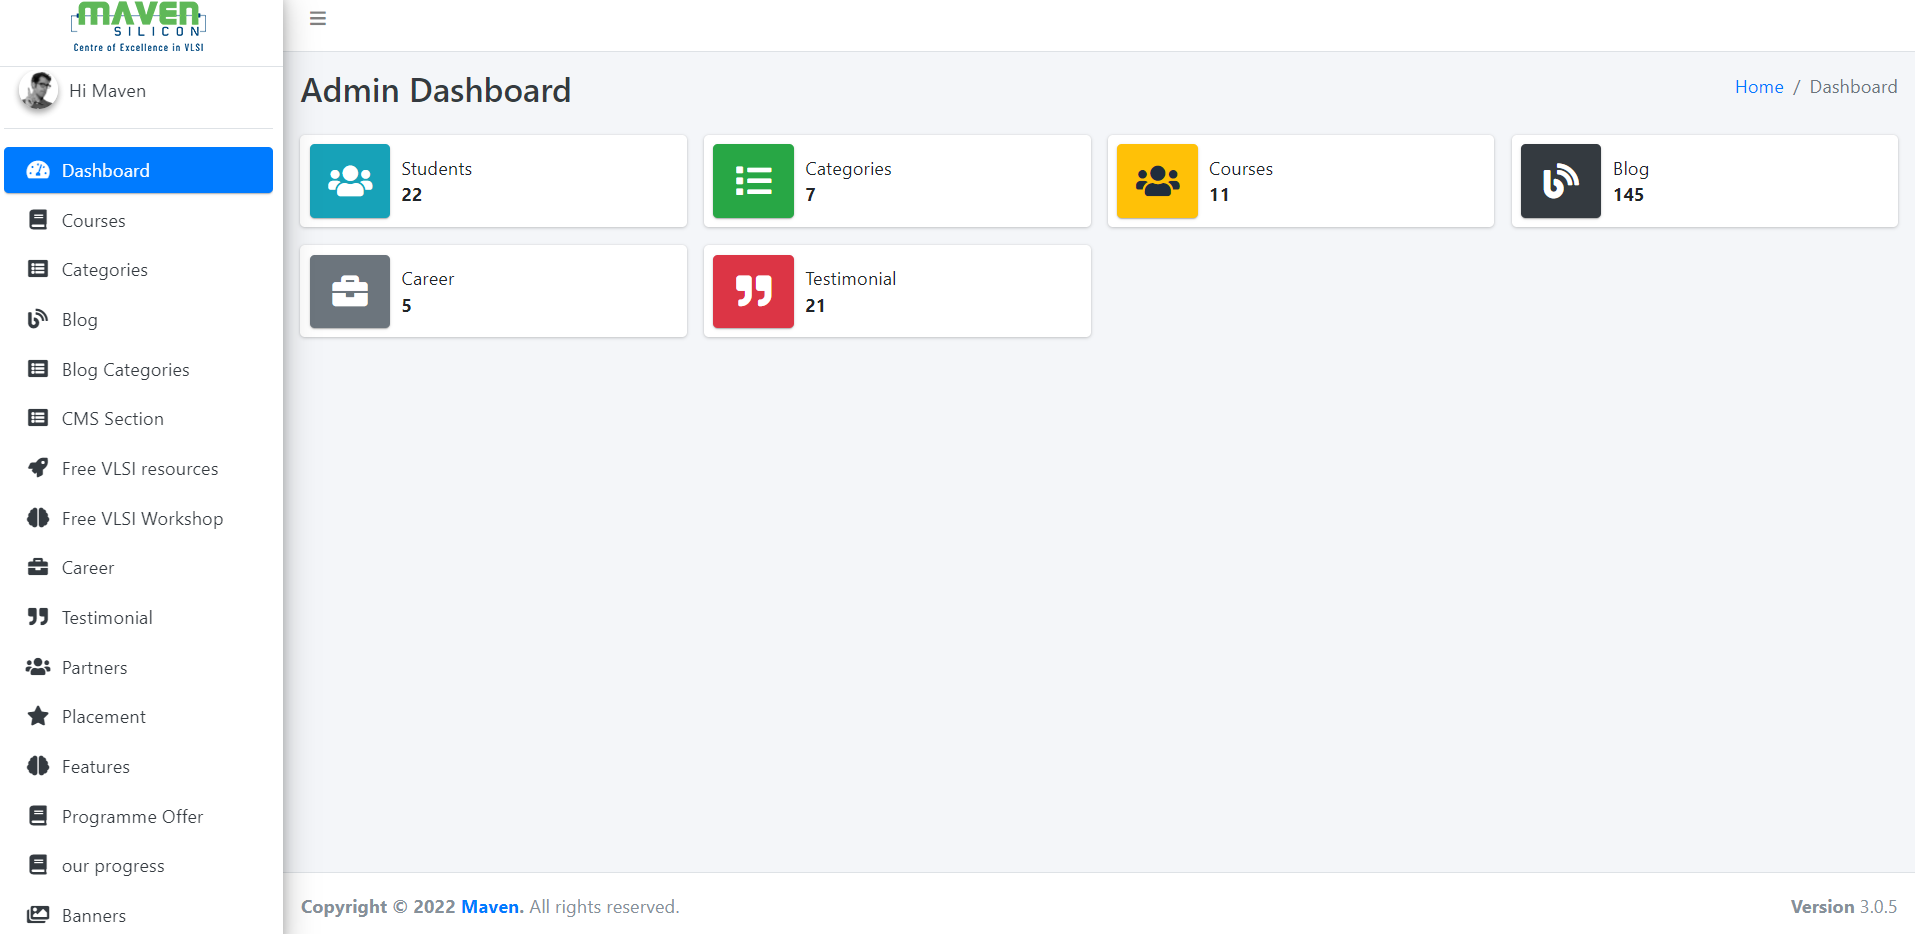 MAVEN
SILICON
Centre of Excellence in VLSI
Hi Maven
Dashboard
Courses
Categories
Blog
Blog Categories
CMS Section
Free VLSI resources
Free VLSI Workshop
Career
Testimonial
Partners
Placement
Features
Programme Offer
our progress
Banners
Admin Dashboard
Home / Dashboard
Students
22
Categories
7
Courses
11
Blog
145
Career
5
Testimonial
21
Copyright © 2022 Maven. All rights reserved.
Version 3.0.5